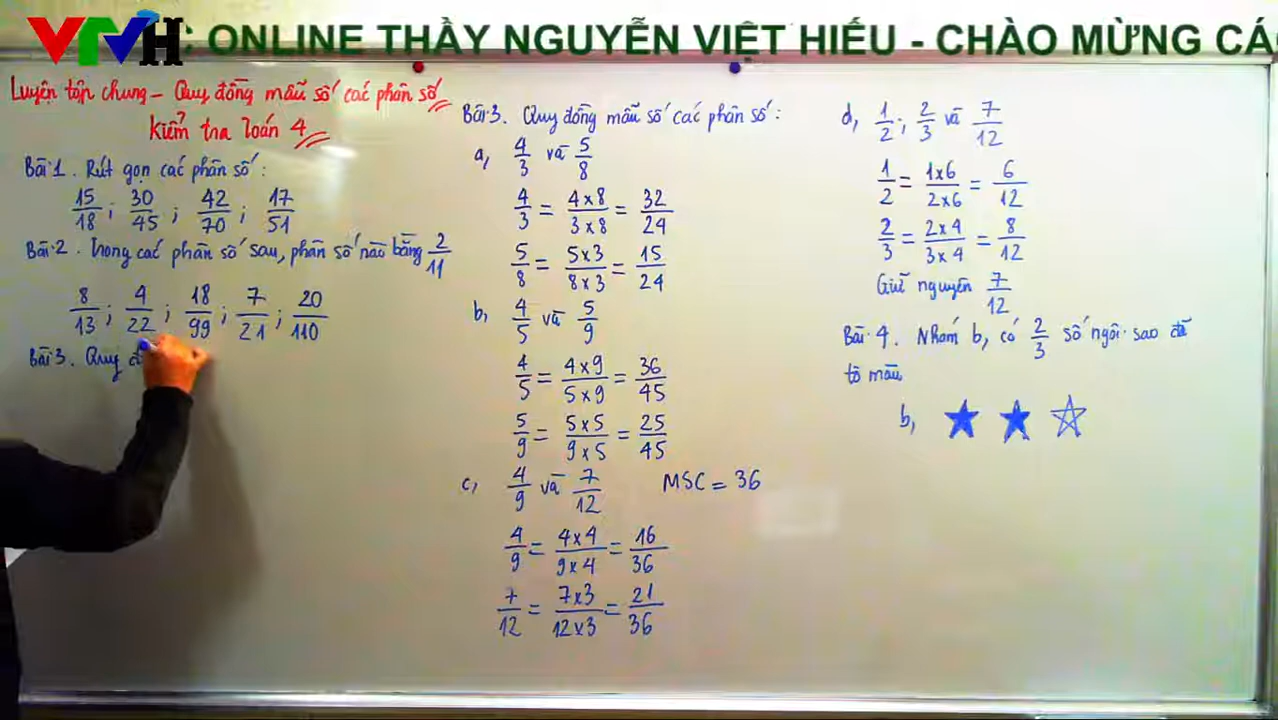 VTVH
C ONLINE THẦY NGUYỄN VIỆT HIẾU - CHÀO MỪNG CÁ
Luyện tập chung - Quy đồng mẫu số các phân số
Kiểm tra Toán 4
Bài 1. Rút gọn các phân số:
15/18; 30/45; 42/70; 17/51
Bài 2. Trong các phân số sau, phân số nào bằng 2/11
8/13; 4/22; 18/99; 7/21; 20/110
Bài 3. Quy đ
Bài 3. Quy đồng mẫu số các phân số:
a, 4/3 và 5/8
4/3 = 4x8/3x8 = 32/24
5/8 = 5x3/8x3 = 15/24
b, 4/5 và 5/9
4/5 = 4x9/5x9 = 36/45
5/9 = 5x5/9x5 = 25/45
c, 4/9 và 7/12 MSC = 36
4/9 = 4x4/9x4 = 16/36
7/12 = 7x3/12x3 = 21/36
d, 1/2; 2/3 và 7/12
1/2 = 1x6/2x6 = 6/12
2/3 = 2x4/3x4 = 8/12
Giữ nguyên 7/12
Bài 4. Nhóm b, có 2/3 số ngôi sao đã
tô màu
b,